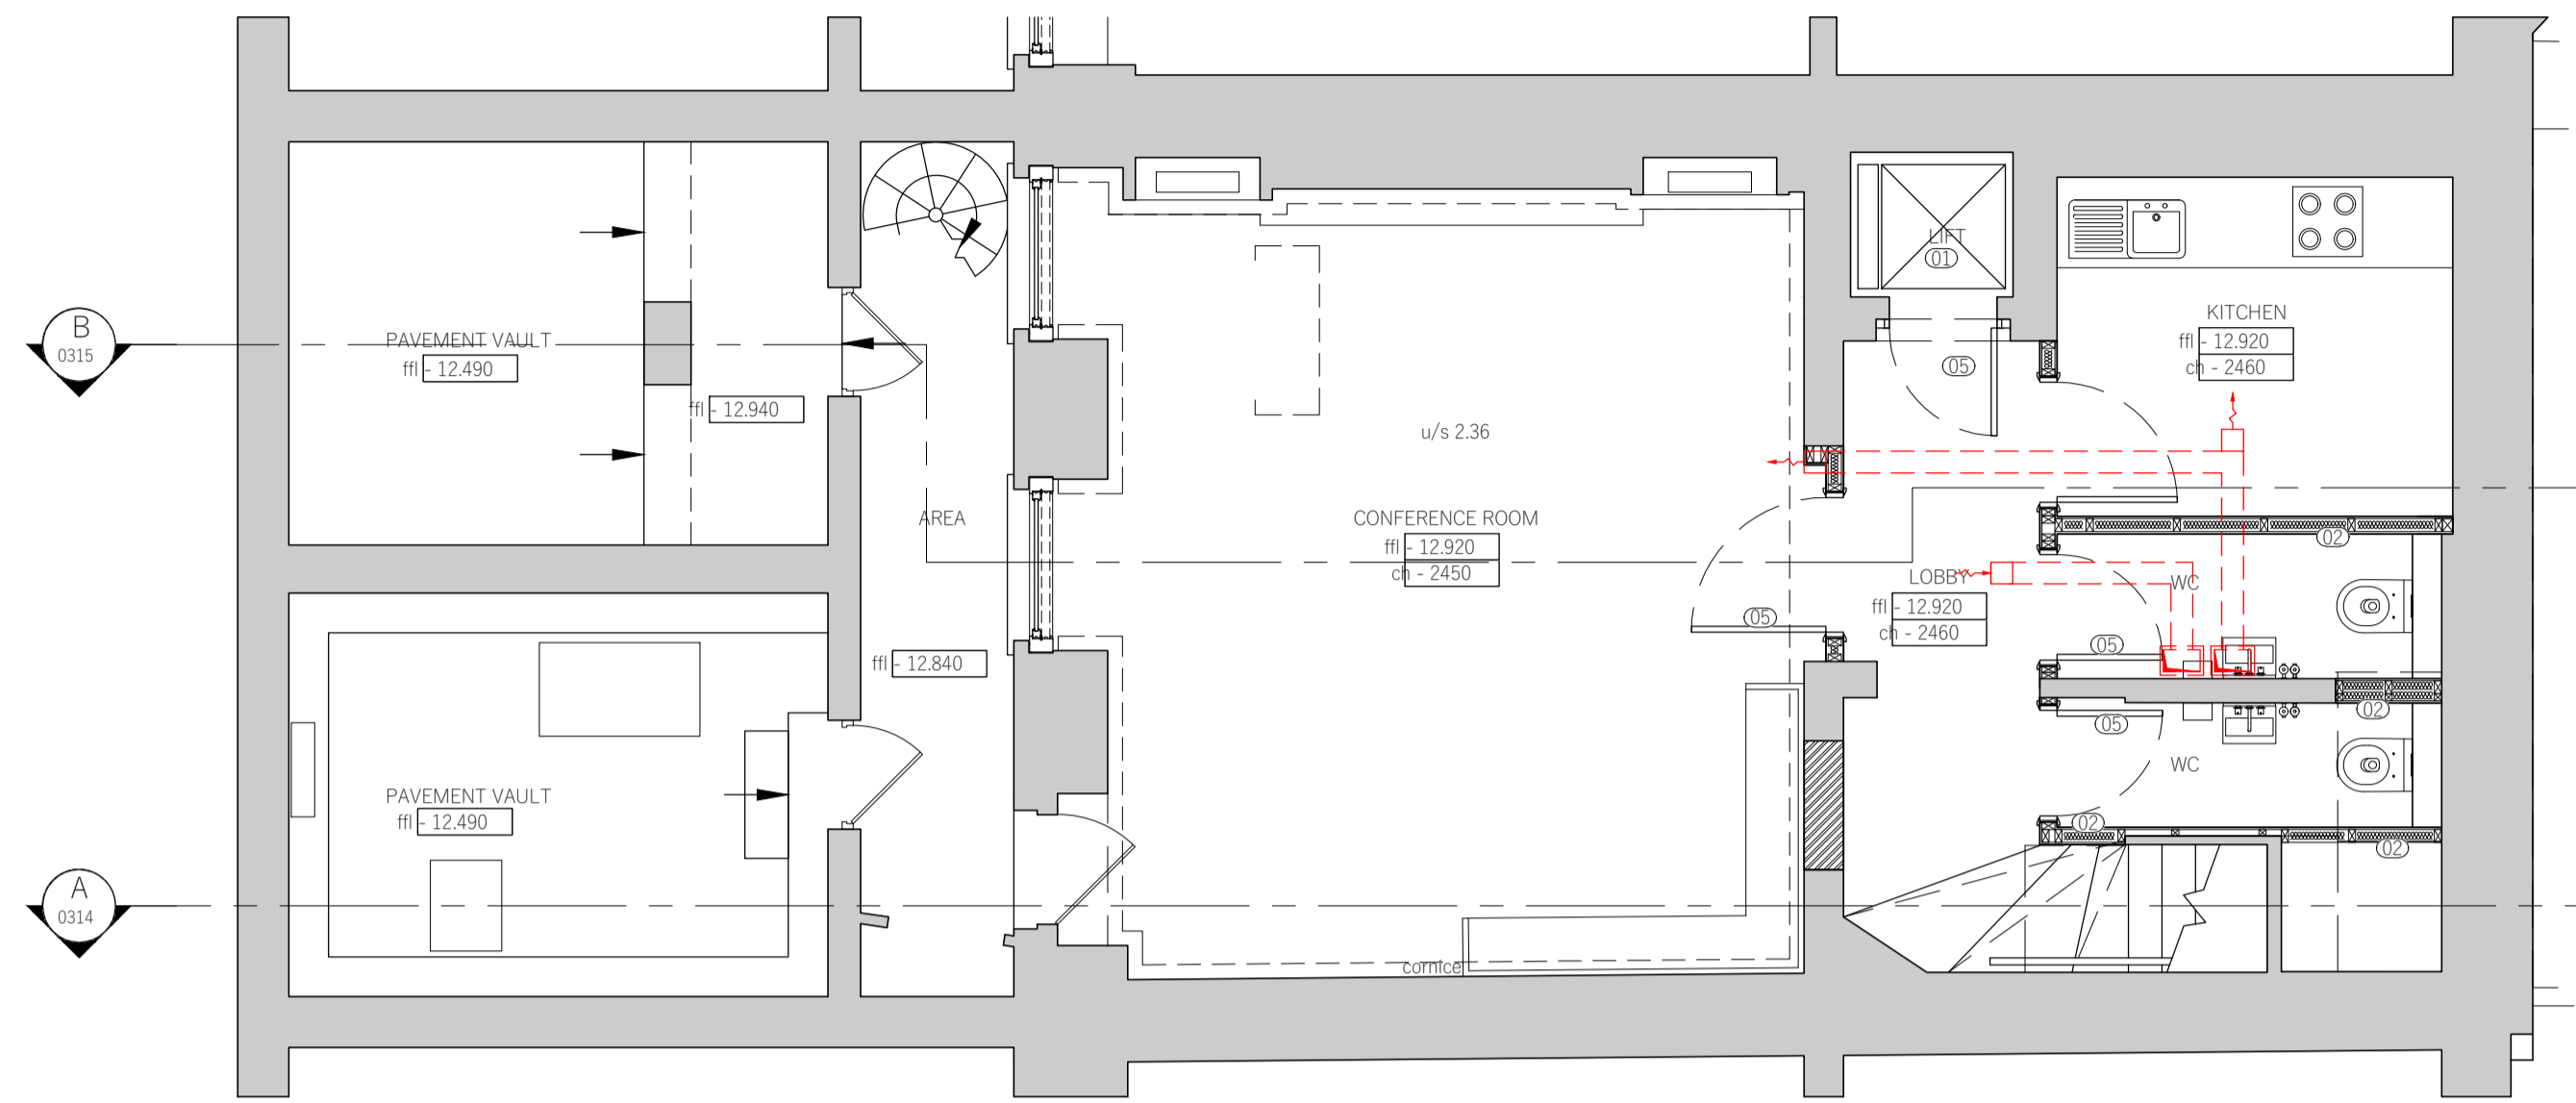 LIFT
01
B
0315
PAVEMENT VAULT
ffl - 12.490
ffl - 12.940
KITCHEN
ffl - 12.920
ch - 2460
05
u/s 2.36
AREA
CONFERENCE ROOM
ffl - 12.920
ch - 2450
02
LOBBY
ffl - 12.920
ch - 2460
WC
05
05
ffl - 12.840
02
05
WC
PAVEMENT VAULT
ffl - 12.490
02
02
A
0314
cornice